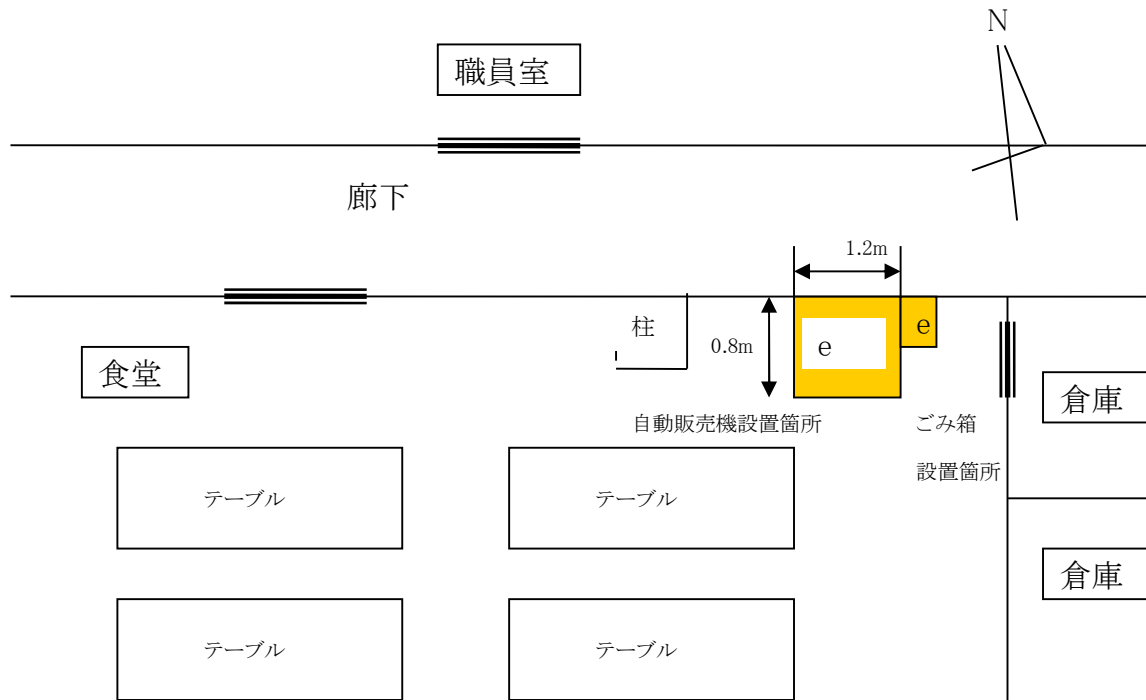 N
職員室
廊下
1.2m
柱
0.8m
e
e
食堂
倉庫
自動販売機設置箇所
ごみ箱
設置箇所
テーブル
テーブル
倉庫
テーブル
テーブル